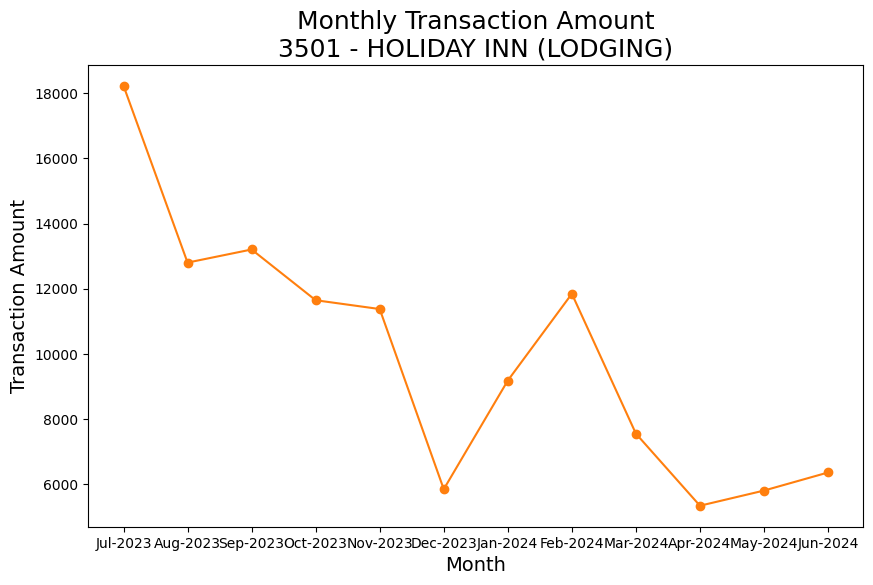 Monthly Transaction Amount
3501 - HOLIDAY INN (LODGING)
Transaction Amount
18000
16000
14000
12000
10000
8000
6000
Jul-2023 Aug-2023 Sep-2023 Oct-2023 Nov-2023 Dec-2023 Jan-2024 Feb-2024 Mar-2024 Apr-2024 May-2024 Jun-2024
Month